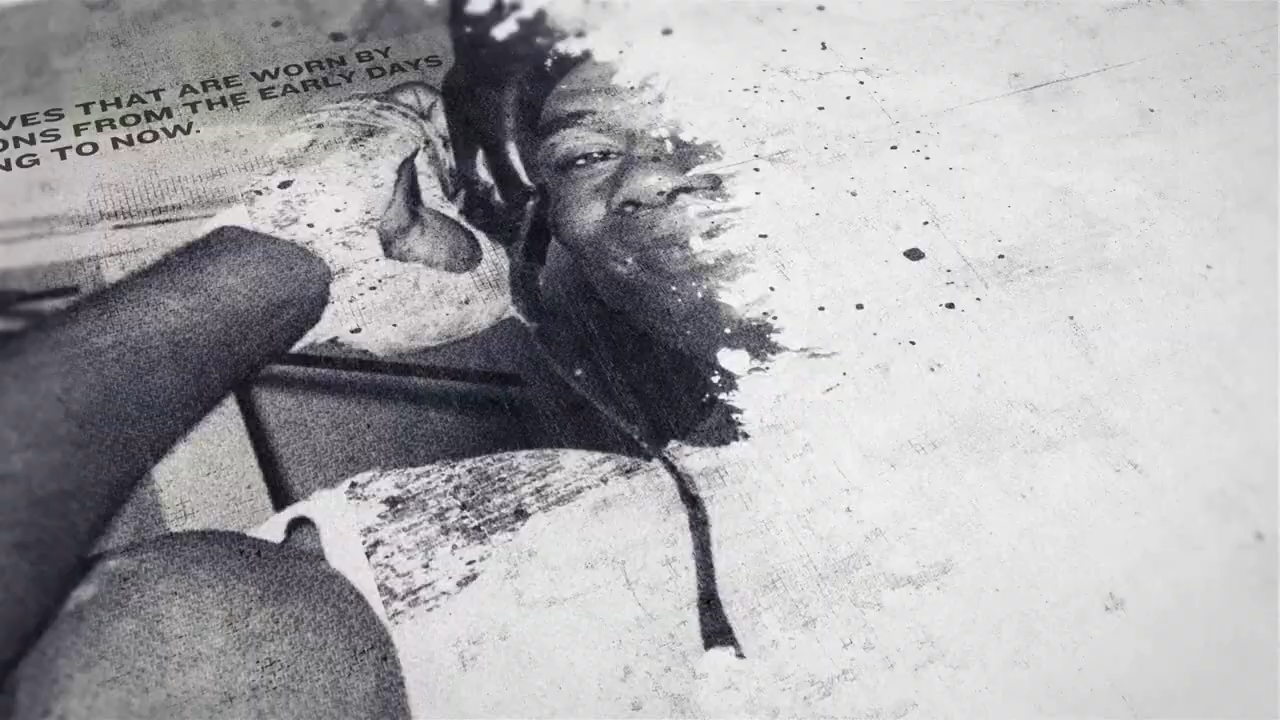 VES THAT ARE WORN BY
ONS FROM THE EARLY DAYS
NG TO NOW.